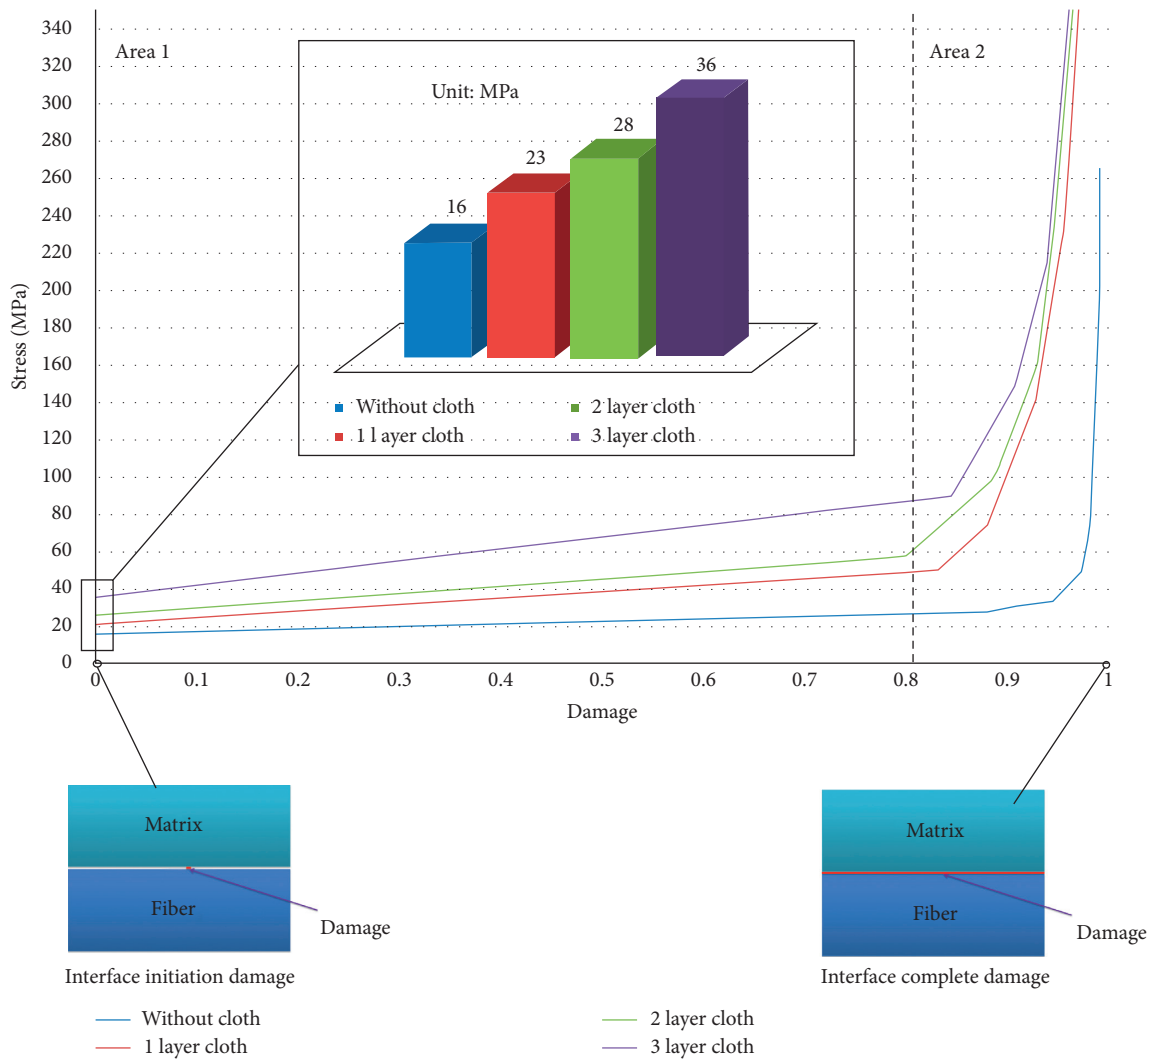 340
320
300
280
260
240
220
200
180
160
140
120
100
80
60
40
20
0
Stress (MPa)
Area 1
Area 2
Unit: MPa
16
23
28
36
Without cloth
2 layer cloth
1 l ayer cloth
3 layer cloth
0 0.1 0.2 0.3 0.4 0.5 0.6 0.7 0.8 0.9 1
Damage
Matrix
Fiber
Damage
Interface initiation damage
Matrix
Fiber
Damage
Interface complete damage
Without cloth
2 layer cloth
1 layer cloth
3 layer cloth